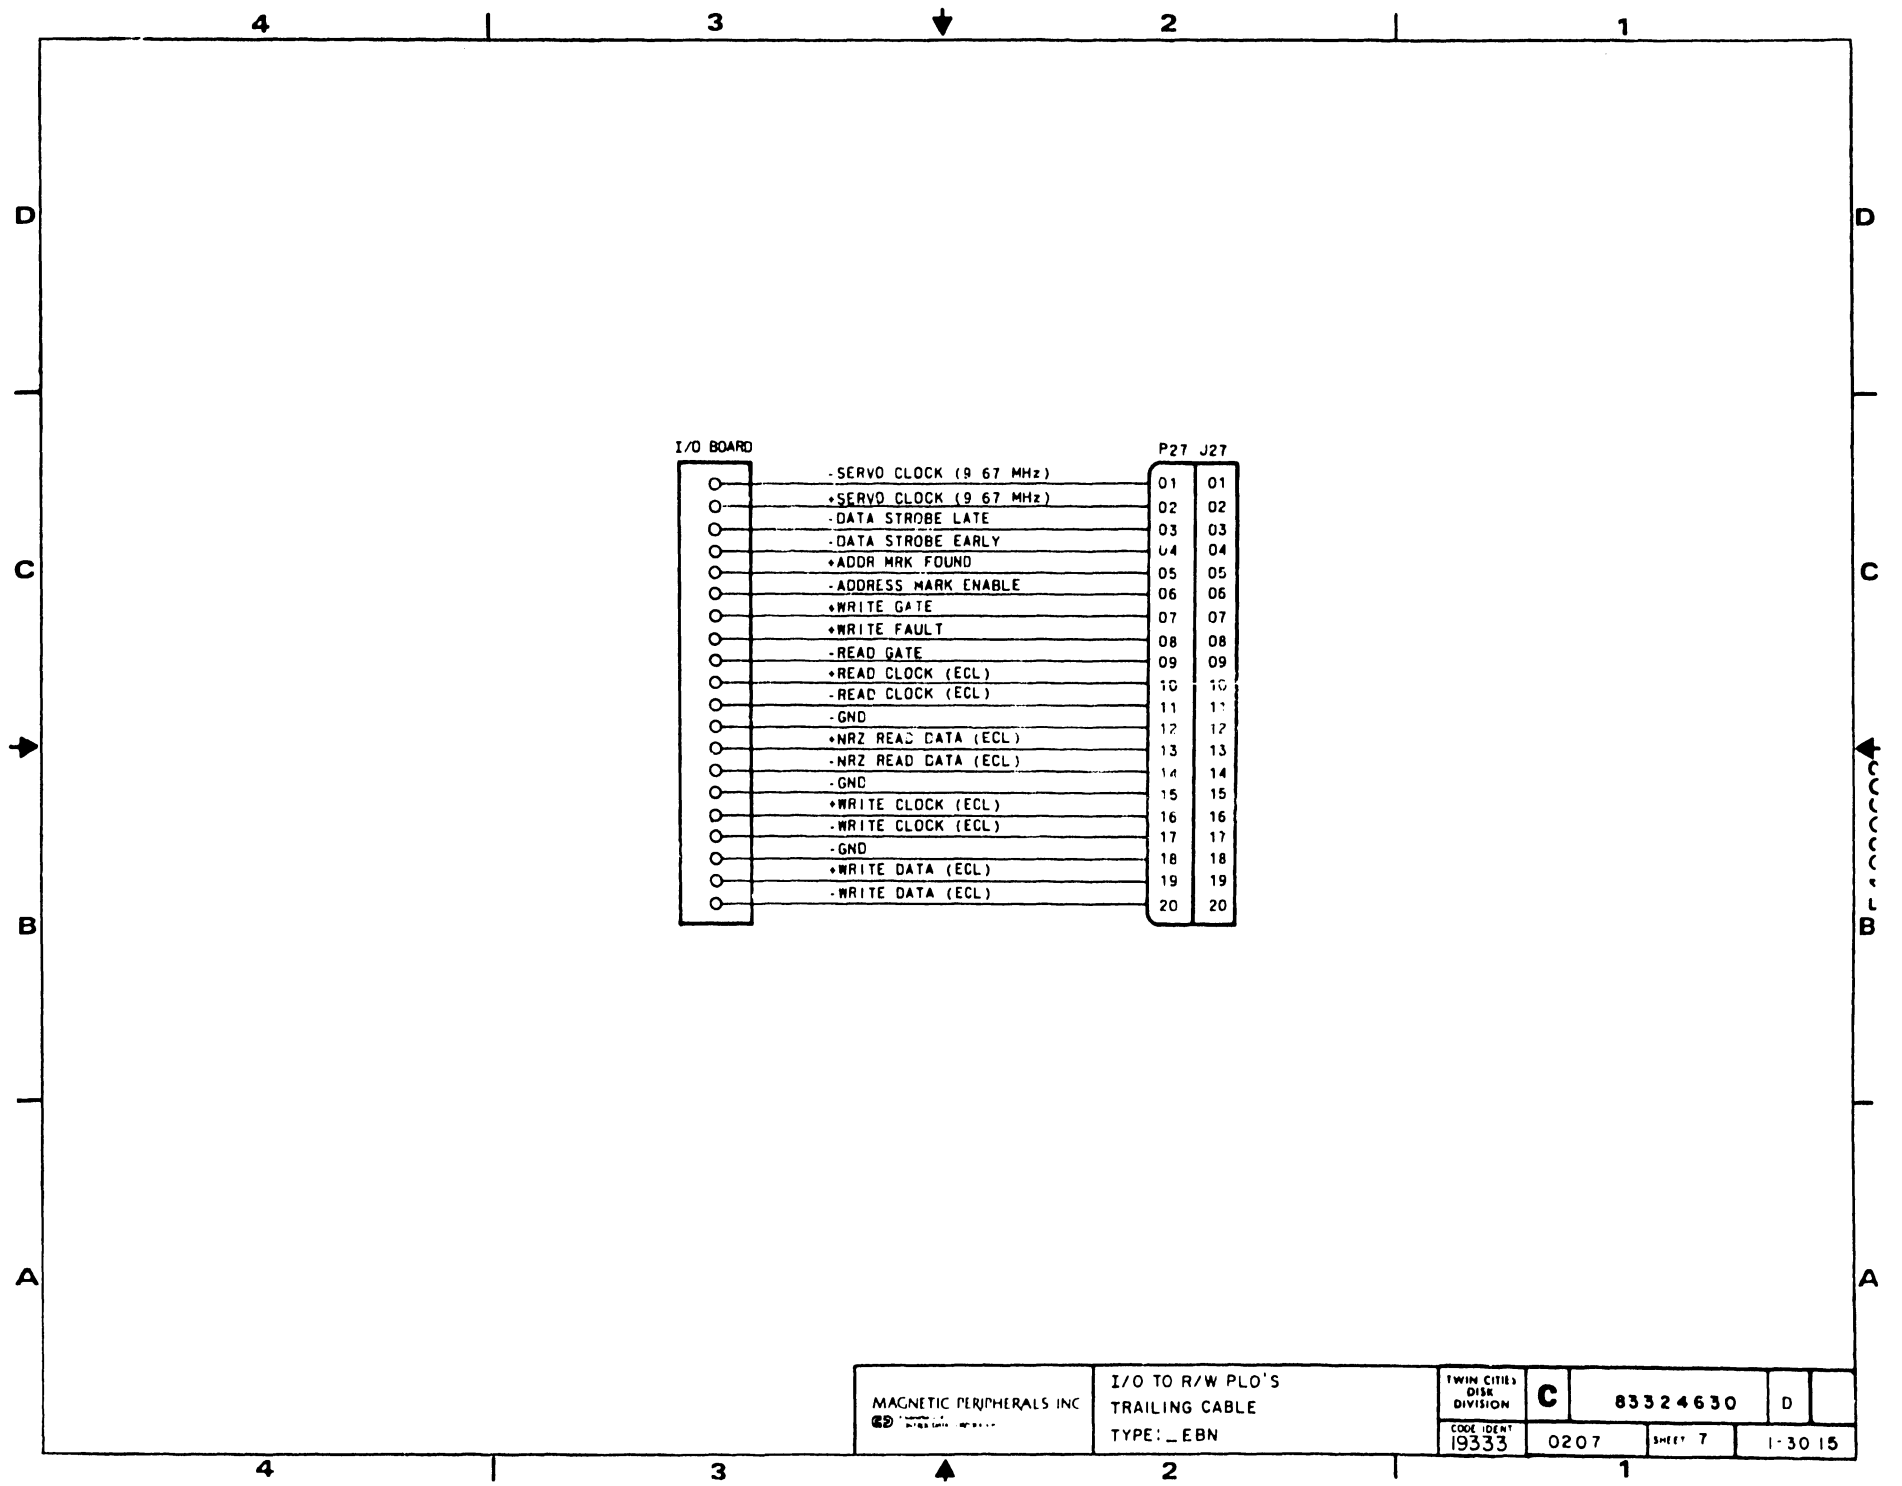 4 3 2 1
D D
I/O BOARD P27 J27
-SERVO CLOCK (9 67 MHz) 01 01
+SERVO CLOCK (9 67 MHz) 02 02
-DATA STROBE LATE 03 03
-DATA STROBE EARLY 04 04
+ADDR MRK FOUND 05 05
-ADDRESS MARK ENABLE 06 06
+WRITE GATE 07 07
+WRITE FAULT 08 08
-READ GATE 09 09
+READ CLOCK (ECL) 10 10
-READ CLOCK (ECL) 11 11
-GND 12 12
+NRZ READ DATA (ECL) 13 13
-NRZ READ DATA (ECL) 14 14
-GND 15 15
+WRITE CLOCK (ECL) 16 16
-WRITE CLOCK (ECL) 17 17
-GND 18 18
+WRITE DATA (ECL) 19 19
-WRITE DATA (ECL) 20 20
C C
B B
A A
MAGNETIC PERIPHERALS INC
I/O TO R/W PLO'S
TRAILING CABLE
TYPE:_EBN
TWIN CITIES
DISK
DIVISION
C 83324630 D
CODE IDENT
19333
0207 SHEET 7 1-30 15
4 3 2 1